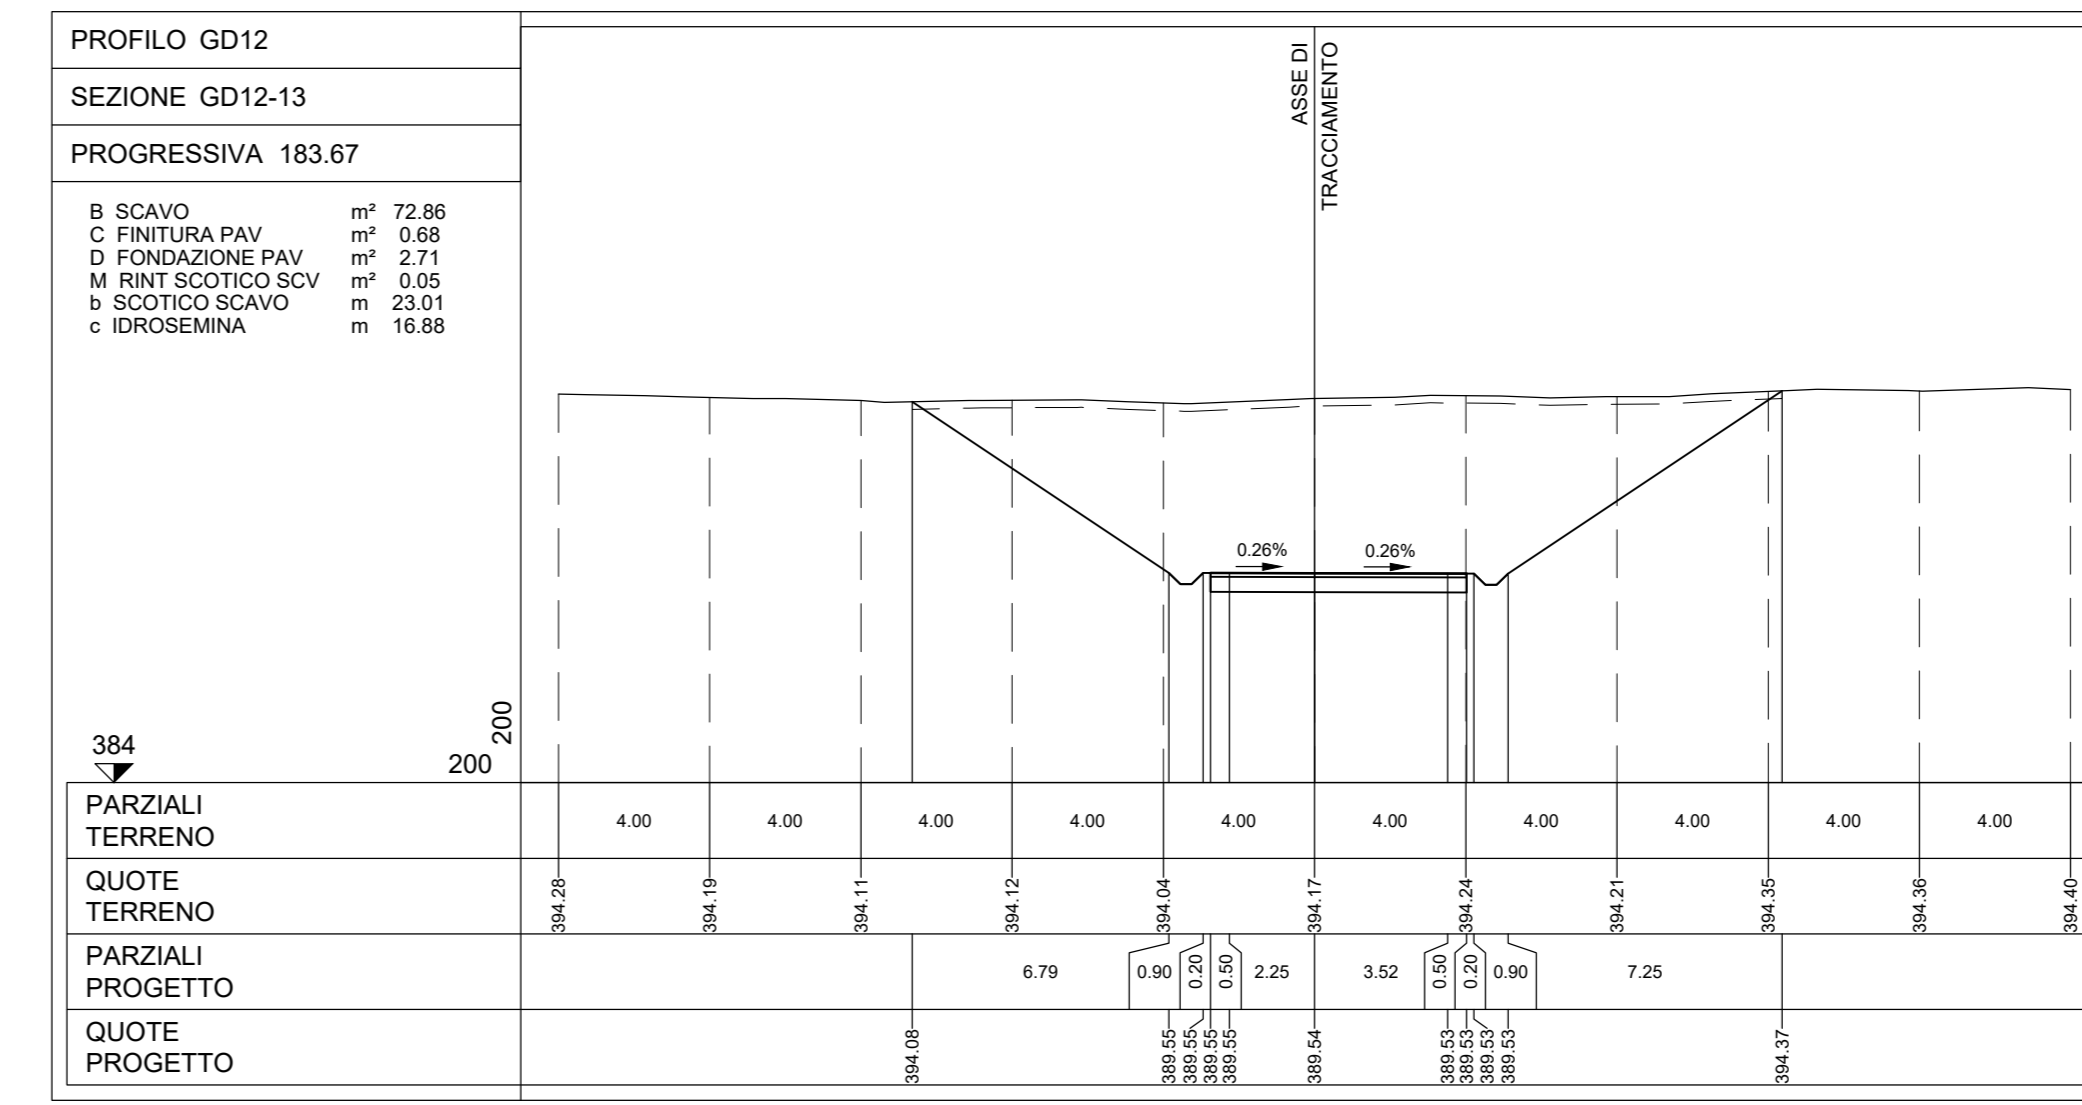 PROFILO GD12
SEZIONE GD12-13
PROGRESSIVA 183.67
B SCAVO m² 72.86
C FINITURA PAV m² 0.68
D FONDAZIONE PAV m² 2.71
M RINT SCOTICO SCV m² 0.05
b SCOTICO SCAVO m 23.01
c IDROSEMINA m 16.88
ASSE DI
TRACCIAMENTO
0.26% 0.26%
384
200
200
PARZIALI
TERRENO
4.00 4.00 4.00 4.00 4.00 4.00 4.00 4.00 4.00 4.00
QUOTE
TERRENO
394.28 394.19 394.11 394.12 394.04 394.17 394.24 394.21 394.35 394.36 394.40
PARZIALI
PROGETTO
6.79 0.90 0.20 0.50 2.25 3.52 0.50 0.20 0.90 7.25
QUOTE
PROGETTO
394.08 389.55 389.55 389.55 389.55 389.54 389.53 389.53 389.53 389.53 394.37